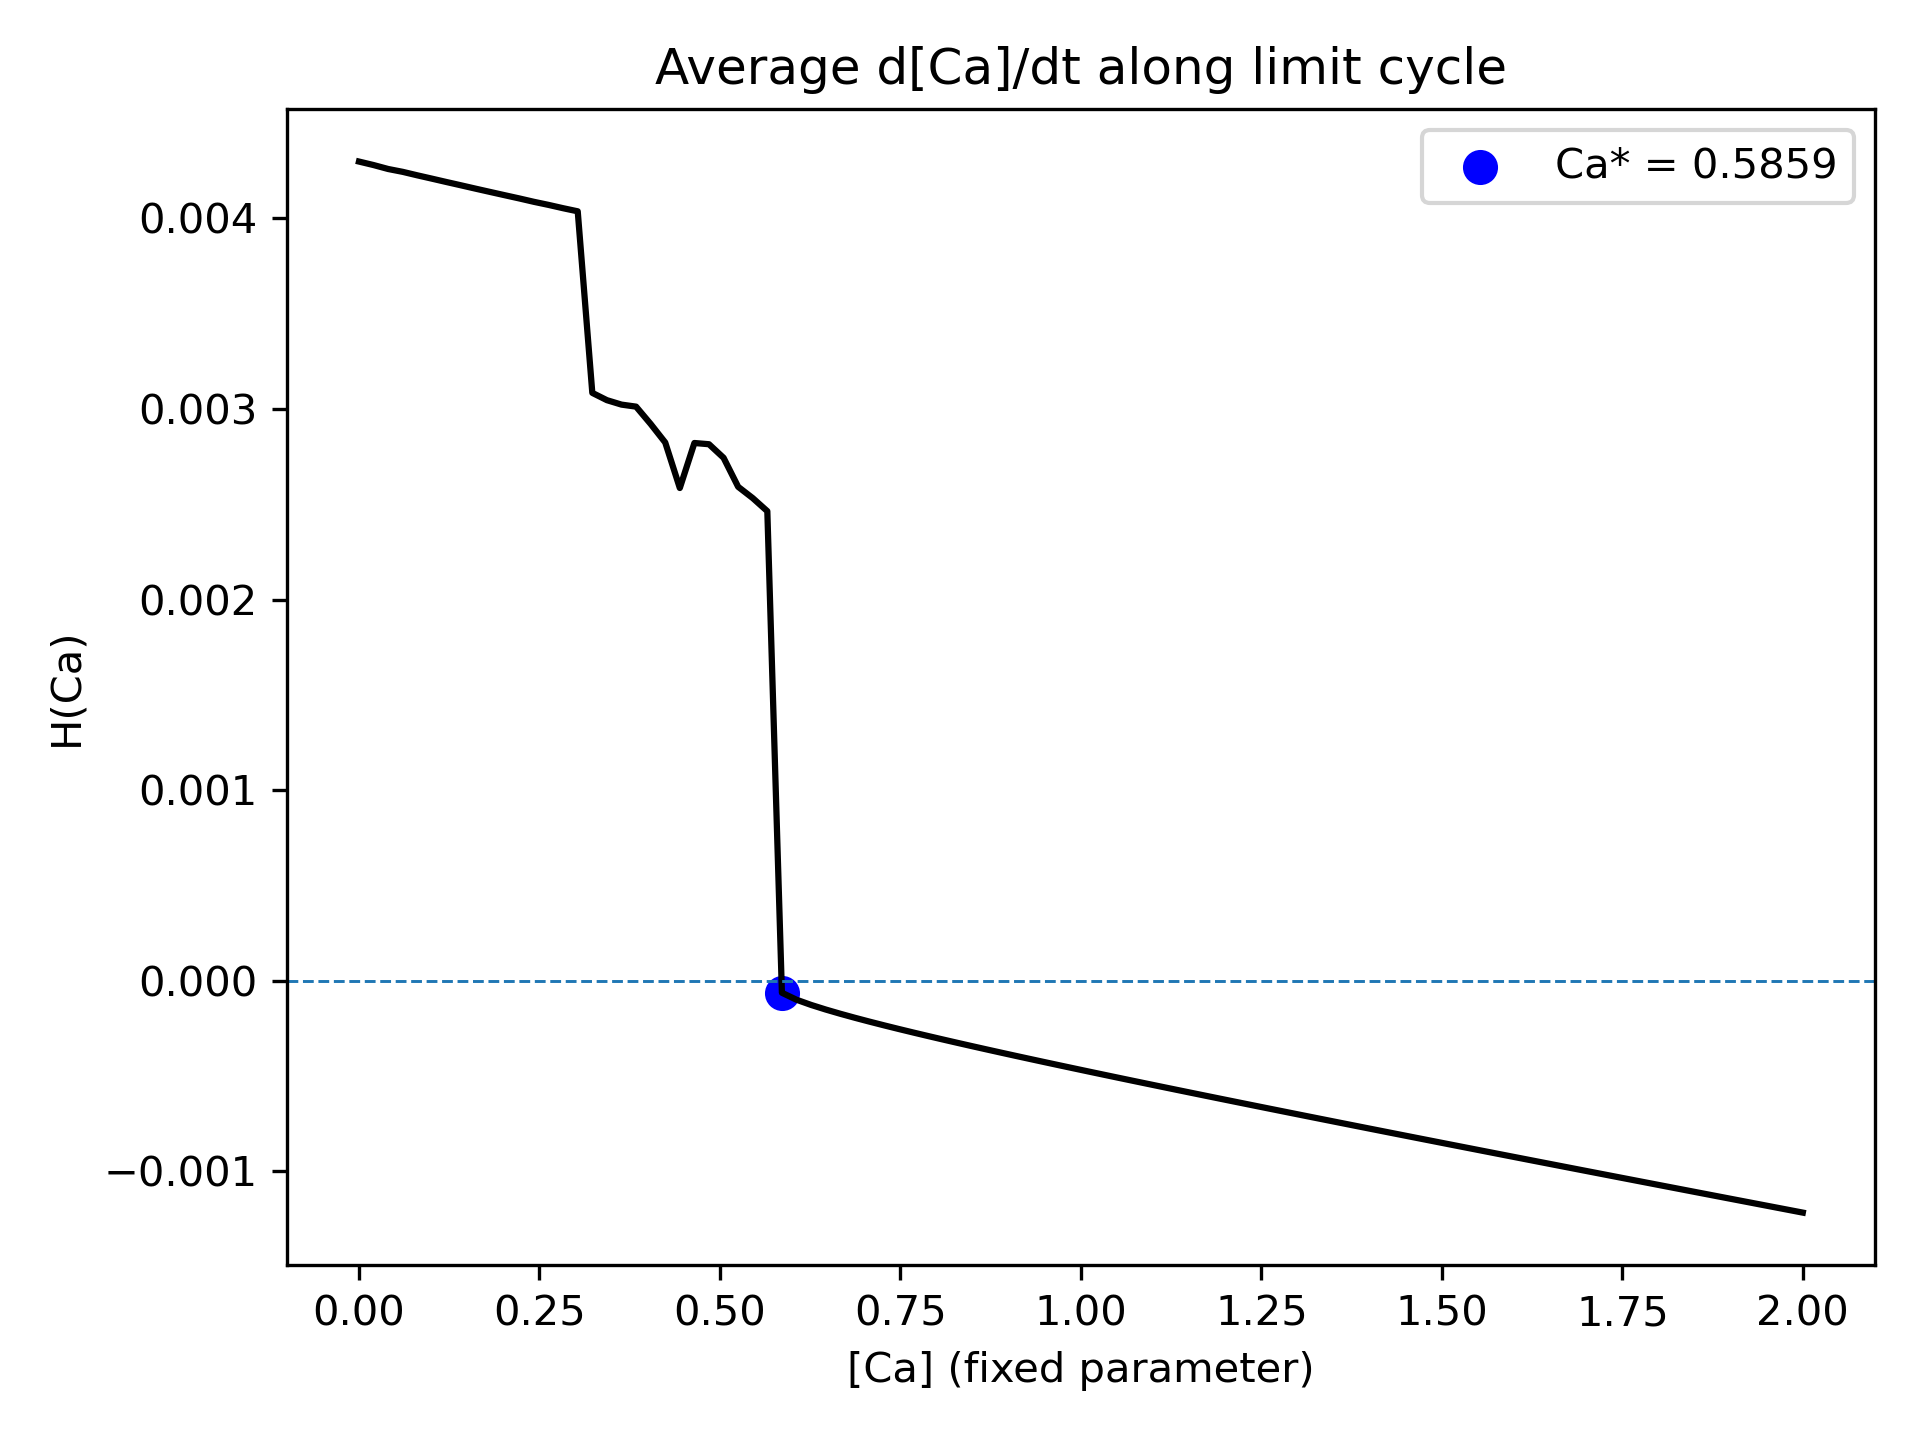 Average d[Ca]/dt along limit cycle
Ca* = 0.5859
0.004
0.003
0.002
0.001
0.000
−0.001
H(Ca)
0.00 0.25 0.50 0.75 1.00 1.25 1.50 1.75 2.00
[Ca] (fixed parameter)